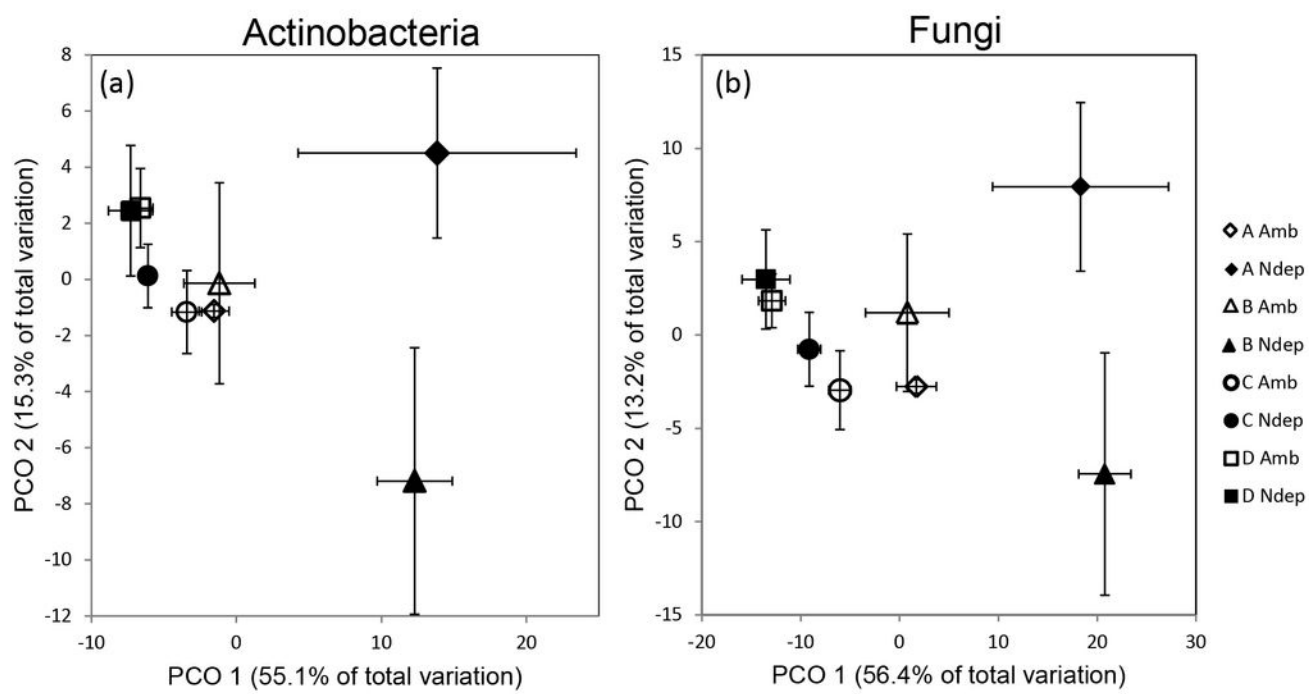 Actinobacteria
(a)
PCO 2 (15.3% of total variation)
8
6
4
2
0
-2
-4
-6
-8
-10
-12
-10
0
10
20
PCO 1 (55.1% of total variation)
Fungi
(b)
PCO 2 (13.2% of total variation)
15
10
5
0
-5
-10
-15
-20
-10
0
10
20
30
PCO 1 (56.4% of total variation)
A Amb
A Ndep
B Amb
B Ndep
C Amb
C Ndep
D Amb
D Ndep